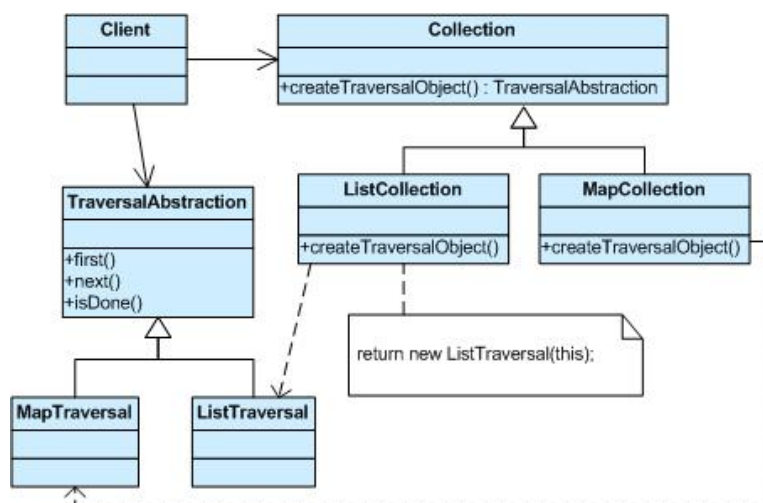 Client
Collection
+createTraversalObject() : TraversalAbstraction
TraversalAbstraction
+first()
+next()
+isDone()
ListCollection
+createTraversalObject()
MapCollection
+createTraversalObject()
return new ListTraversal(this);
MapTraversal
ListTraversal